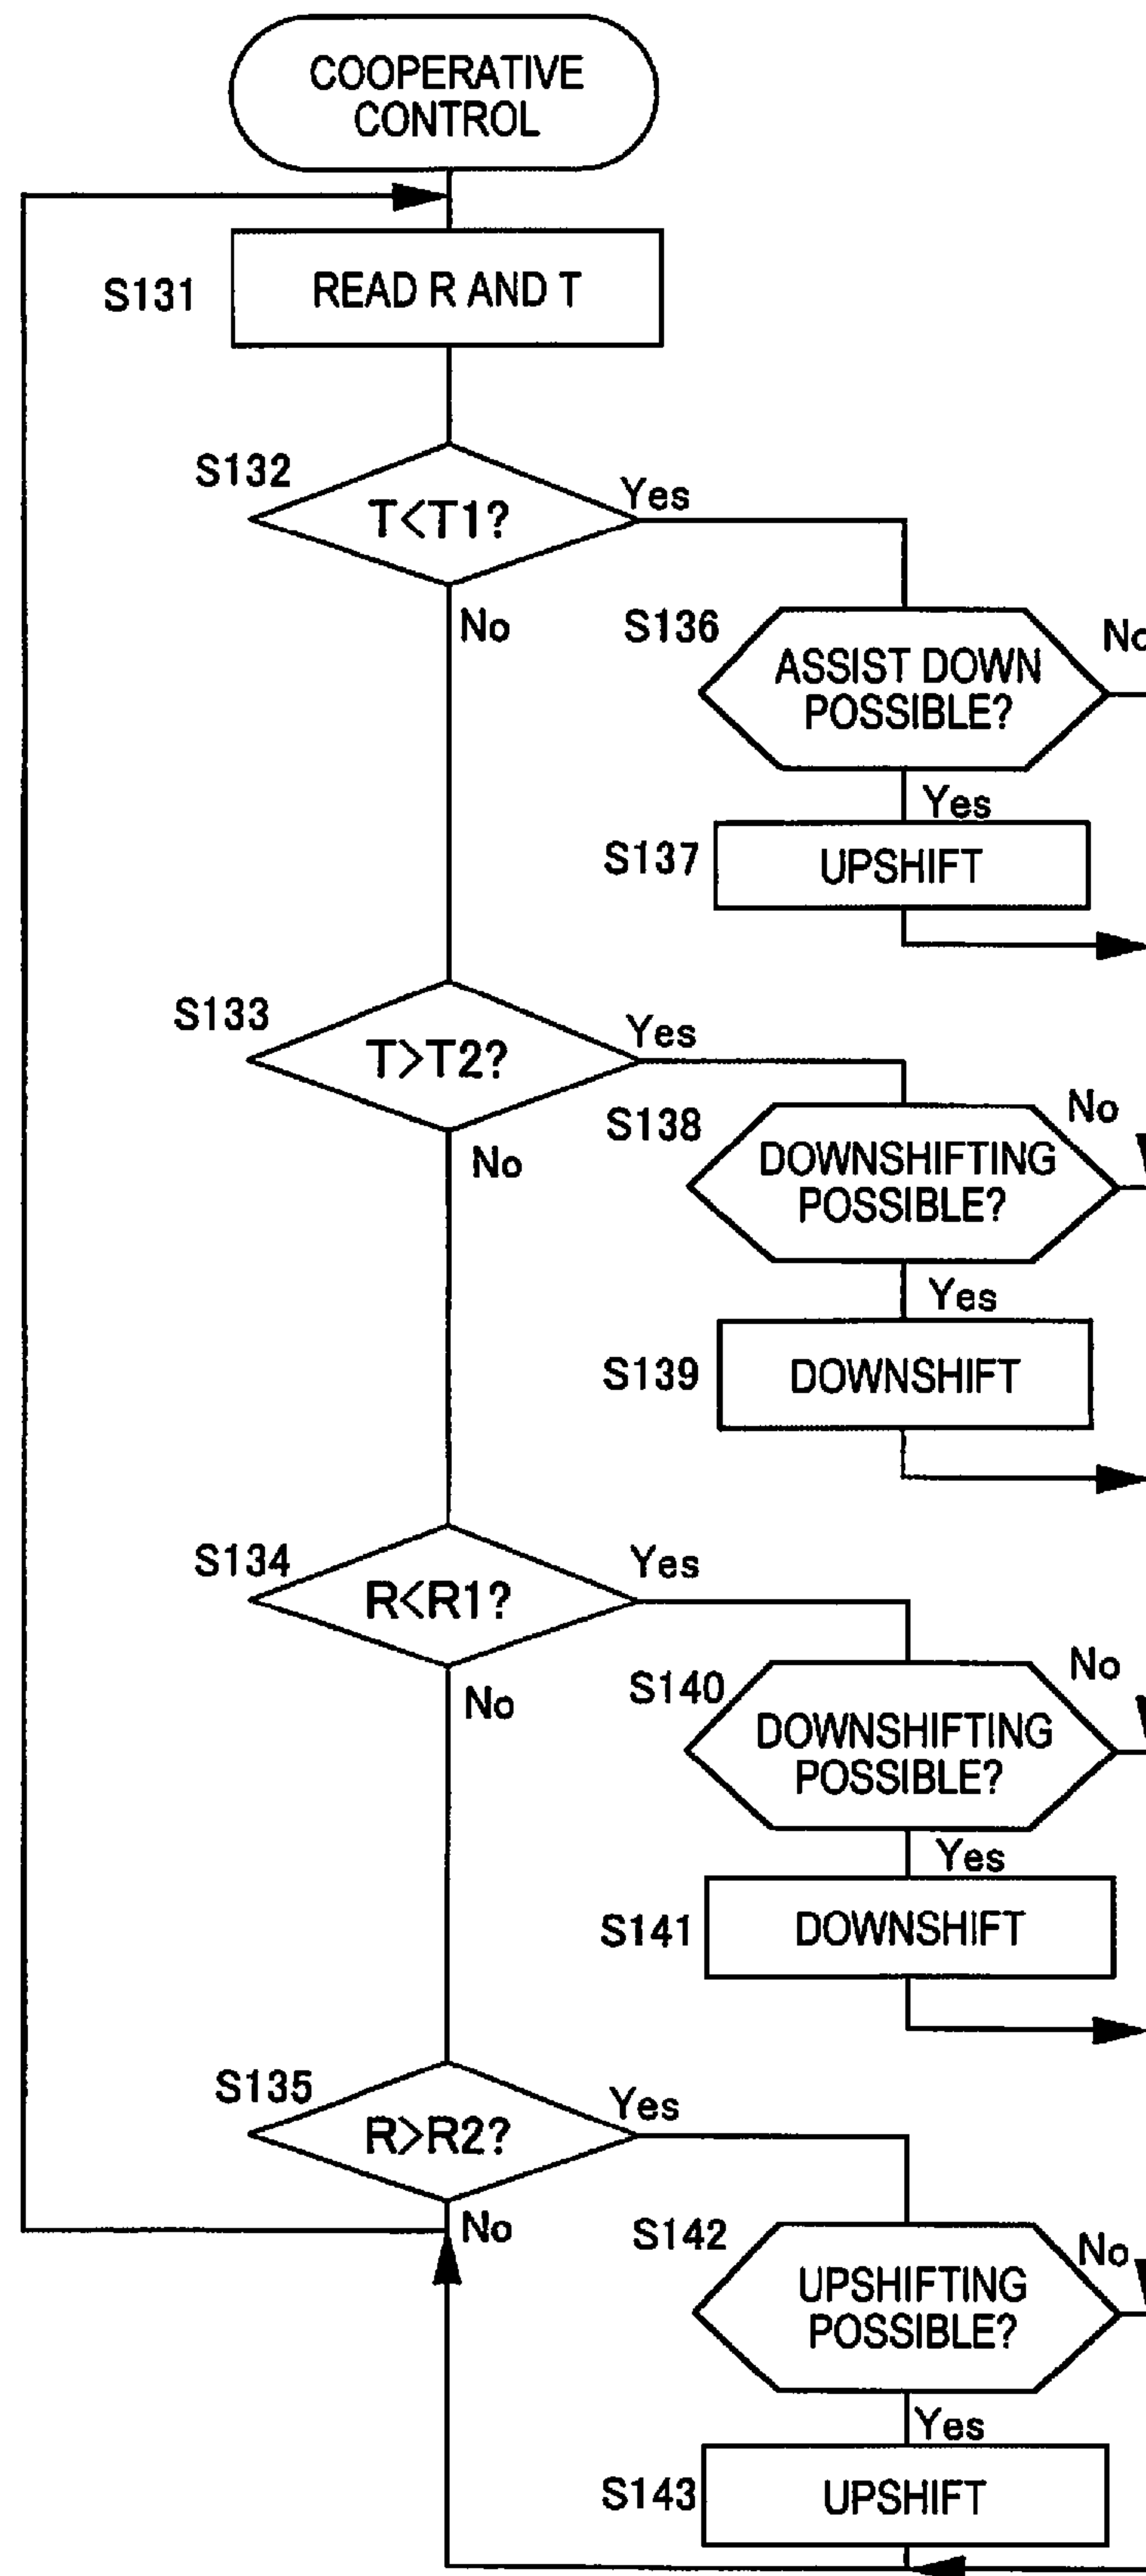 COOPERATIVE
CONTROL
S131
READ R AND T
S132
T<T1?
Yes
No
S136
ASSIST DOWN
POSSIBLE?
No
Yes
S137
UPSHIFT
S133
T>T2?
Yes
No
S138
DOWNSHIFTING
POSSIBLE?
No
Yes
S139
DOWNSHIFT
S134
R<R1?
Yes
No
S140
DOWNSHIFTING
POSSIBLE?
No
Yes
S141
DOWNSHIFT
S135
R>R2?
Yes
No
S142
UPSHIFTING
POSSIBLE?
No
Yes
S143
UPSHIFT